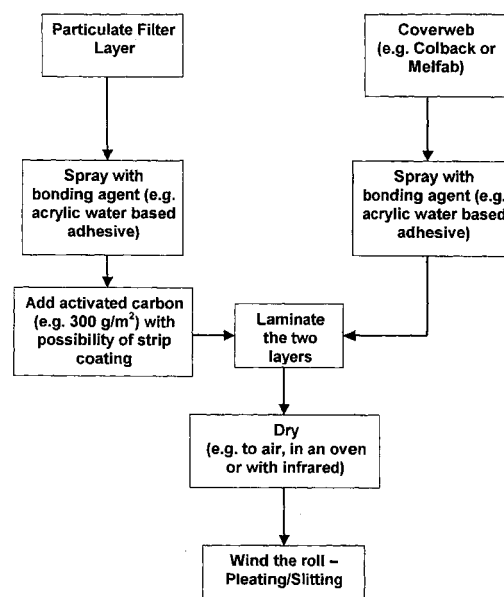 Particulate Filter
Layer
Coverweb
(e.g. Colback or
Melfab)
Spray with
bonding agent (e.g.
acrylic water based
adhesive)
Spray with
bonding agent (e.g.
acrylic water based
adhesive)
Add activated carbon
(e.g. 300 g/m²) with
possibility of strip
coating
Laminate
the two
layers
Dry
(e.g. to air, in an oven
or with infrared)
Wind the roll –
Pleating/Slitting